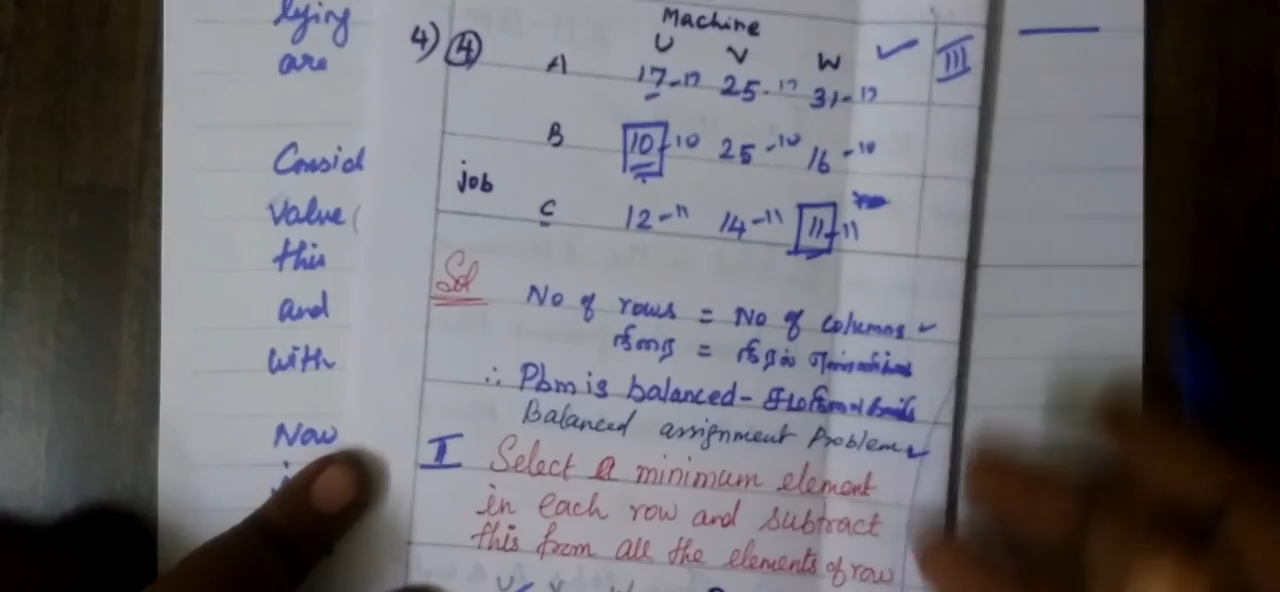 lying
are
Consid
Value (
this
and
with
Now
Machine
4) 4 U V W ✓ III
A 17-17 25-17 31-17
B 10-10 25-10 16-10
job
C 12-11 14-11 11-11
Sol
No of rows = No of columns ✓
∴ Pbm is balanced -
Balanced assignment Problem ✓
I Select a minimum element
in each row and subtract
this from all the elements of row